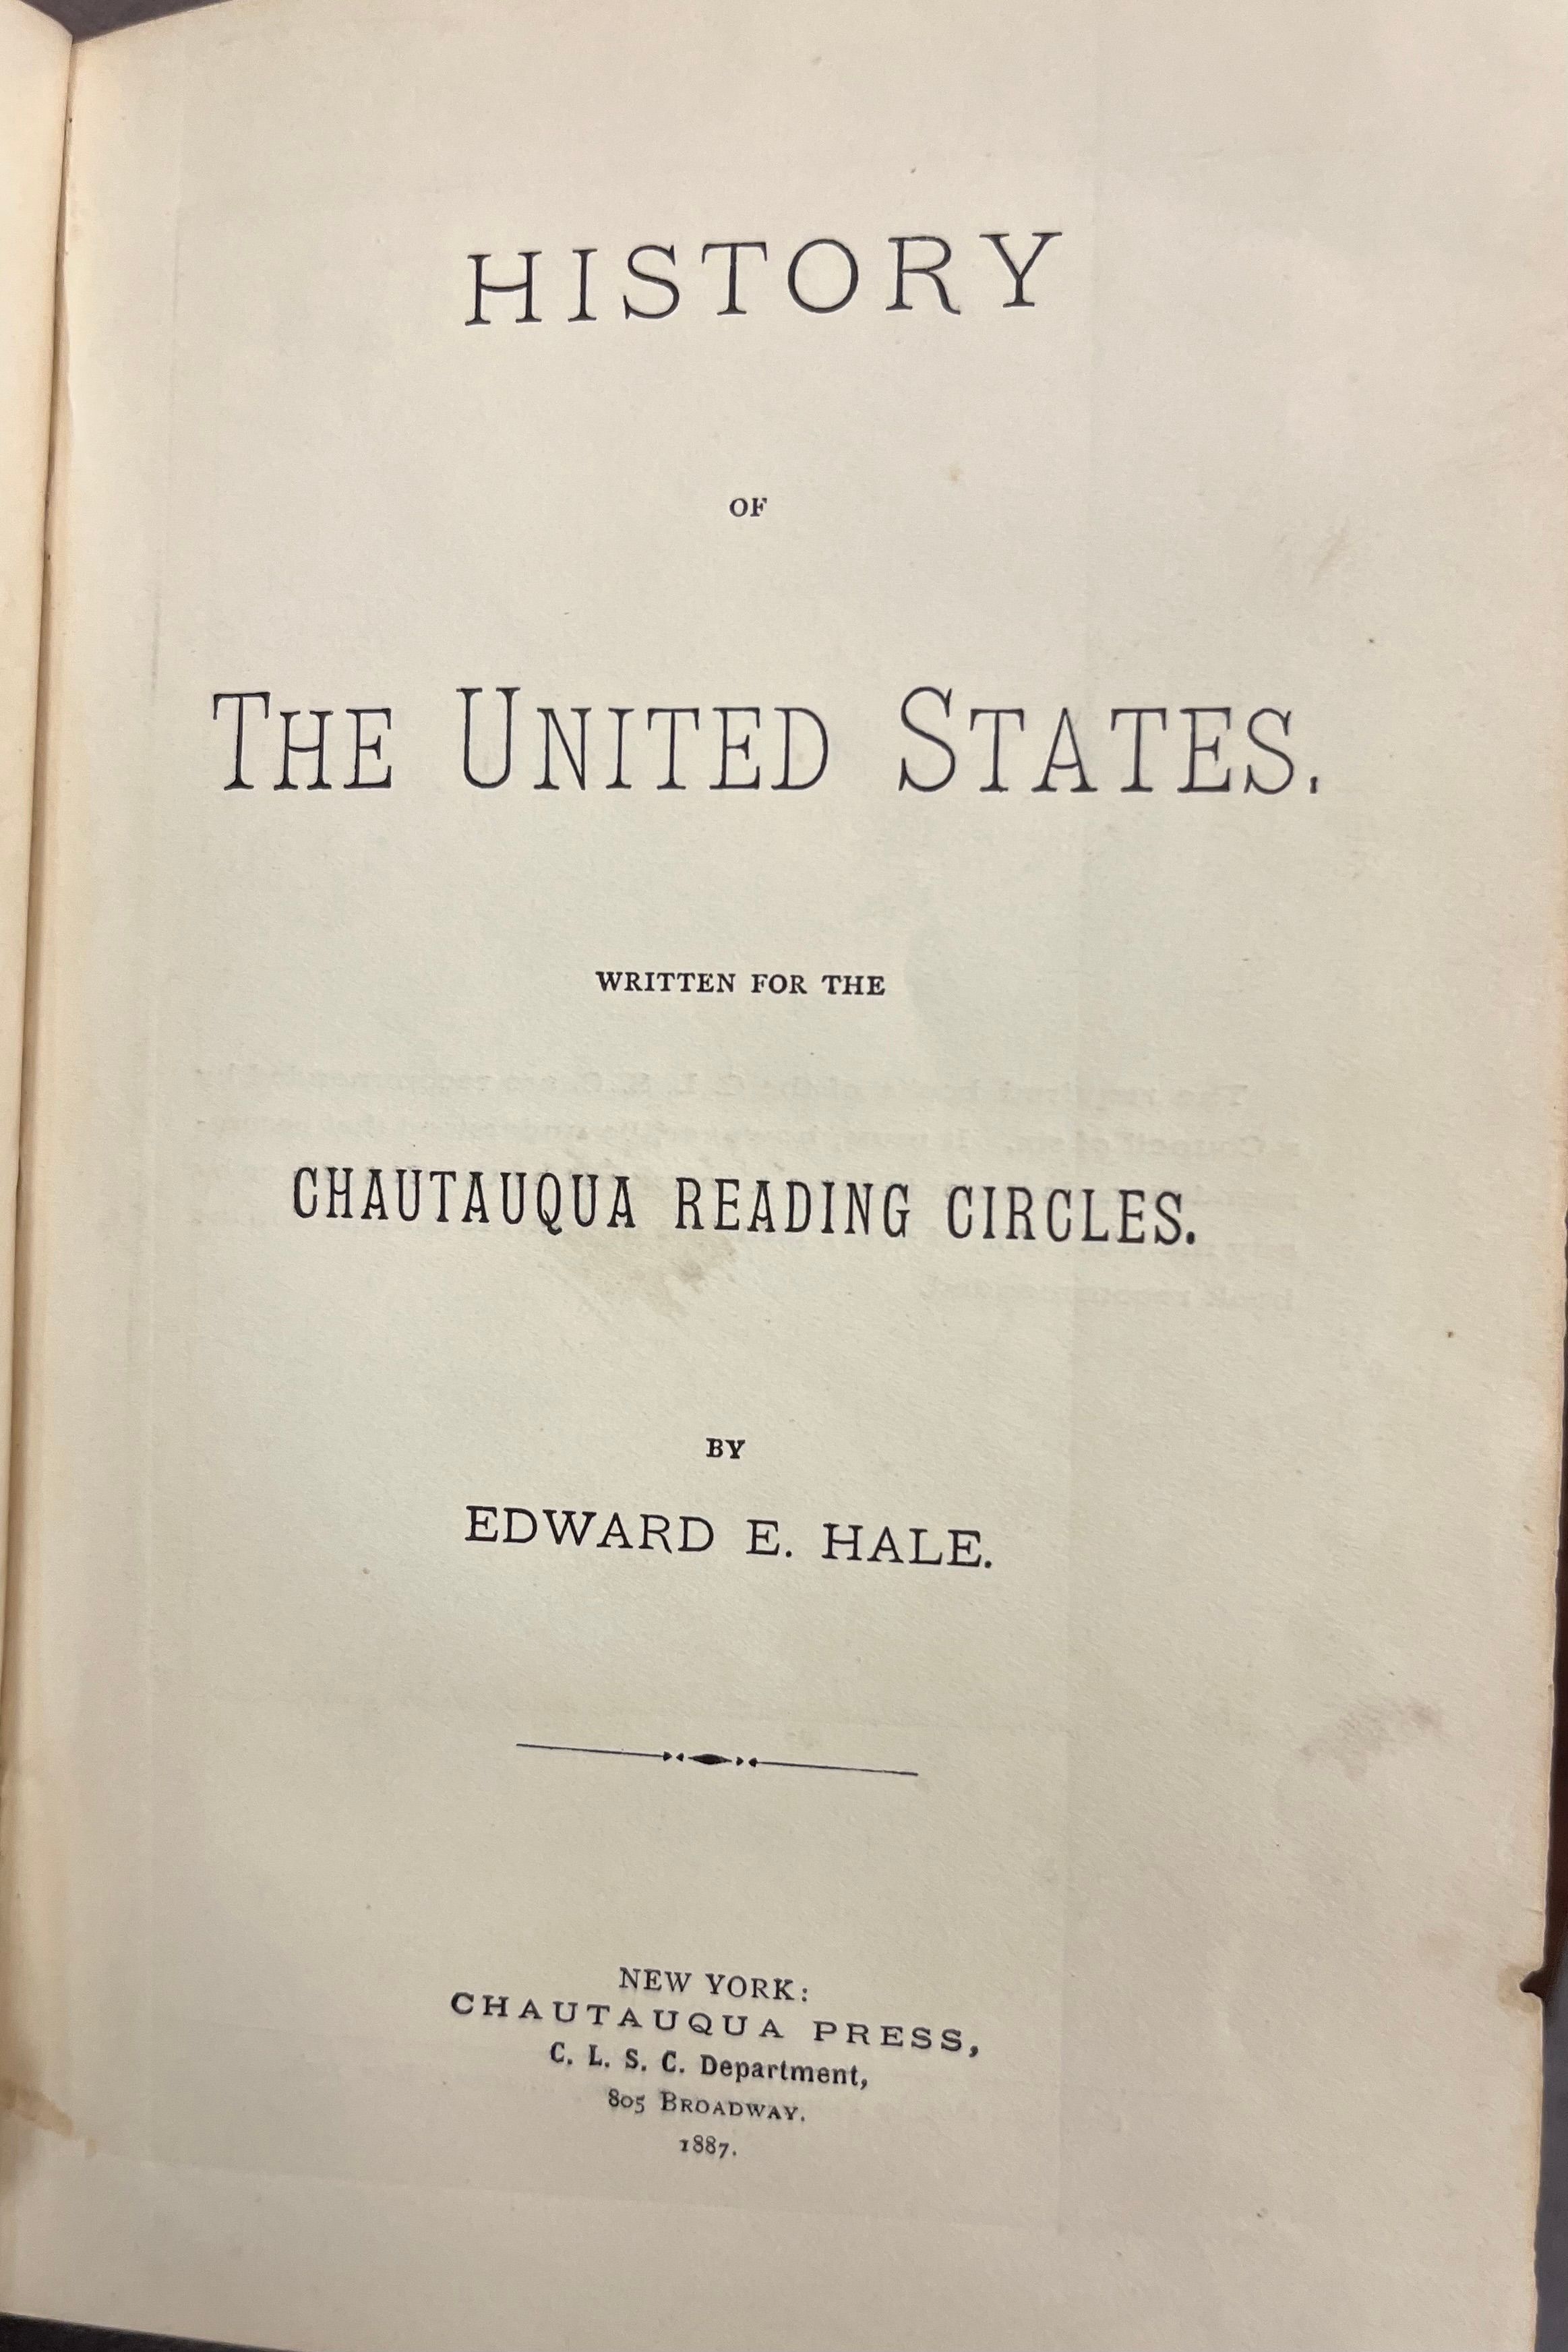 HISTORY
OF
THE UNITED STATES.
WRITTEN FOR THE
CHAUTAUQUA READING CIRCLES.
BY
EDWARD E. HALE.
NEW YORK:
CHAUTAUQUA PRESS,
C. L. S. C. Department,
805 BROADWAY.
1887.